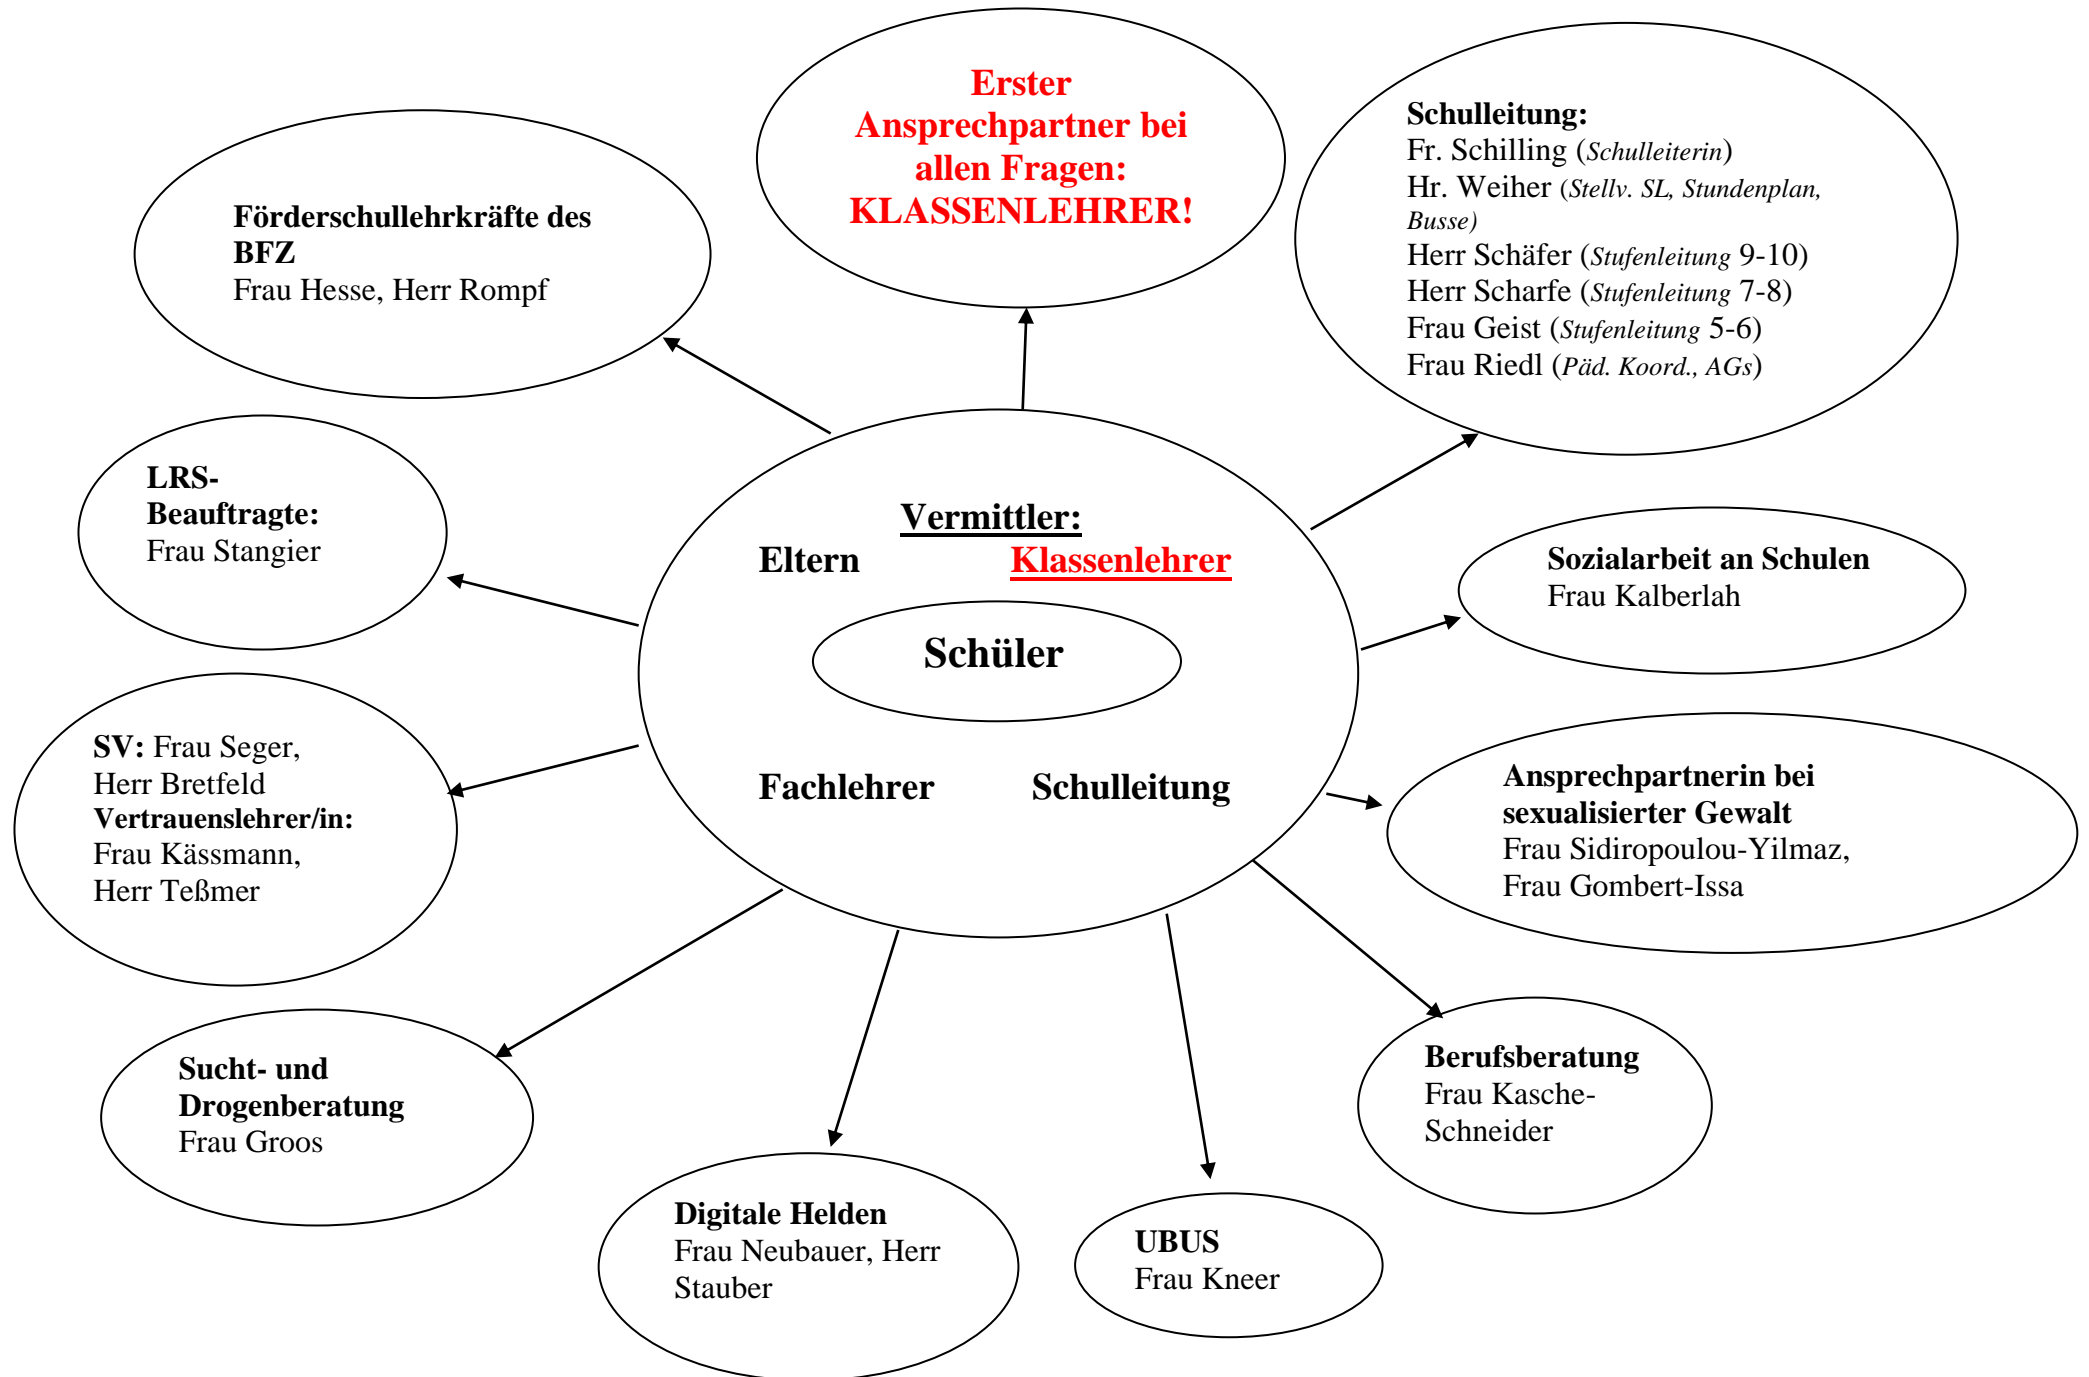 Erster
Ansprechpartner bei
allen Fragen:
KLASSENLEHRER!
Schulleitung:
Fr. Schilling (Schulleiterin)
Hr. Weiher (Stellv. SL, Stundenplan,
Busse)
Herr Schäfer (Stufenleitung 9-10)
Herr Scharfe (Stufenleitung 7-8)
Frau Geist (Stufenleitung 5-6)
Frau Riedl (Päd. Koord., AGs)
Förderschullehrkräfte des
BFZ
Frau Hesse, Herr Rompf
LRS-
Beauftragte:
Frau Stangier
Vermittler:
Eltern Klassenlehrer
Schüler
Fachlehrer Schulleitung
Sozialarbeit an Schulen
Frau Kalberlah
SV: Frau Seger,
Herr Bretfeld
Vertrauenslehrer/in:
Frau Kässmann,
Herr Teßmer
Ansprechpartnerin bei
sexualisierter Gewalt
Frau Sidiropoulou-Yilmaz,
Frau Gombert-Issa
Sucht- und
Drogenberatung
Frau Groos
Berufsberatung
Frau Kasche-
Schneider
Digitale Helden
Frau Neubauer, Herr
Stauber
UBUS
Frau Kneer